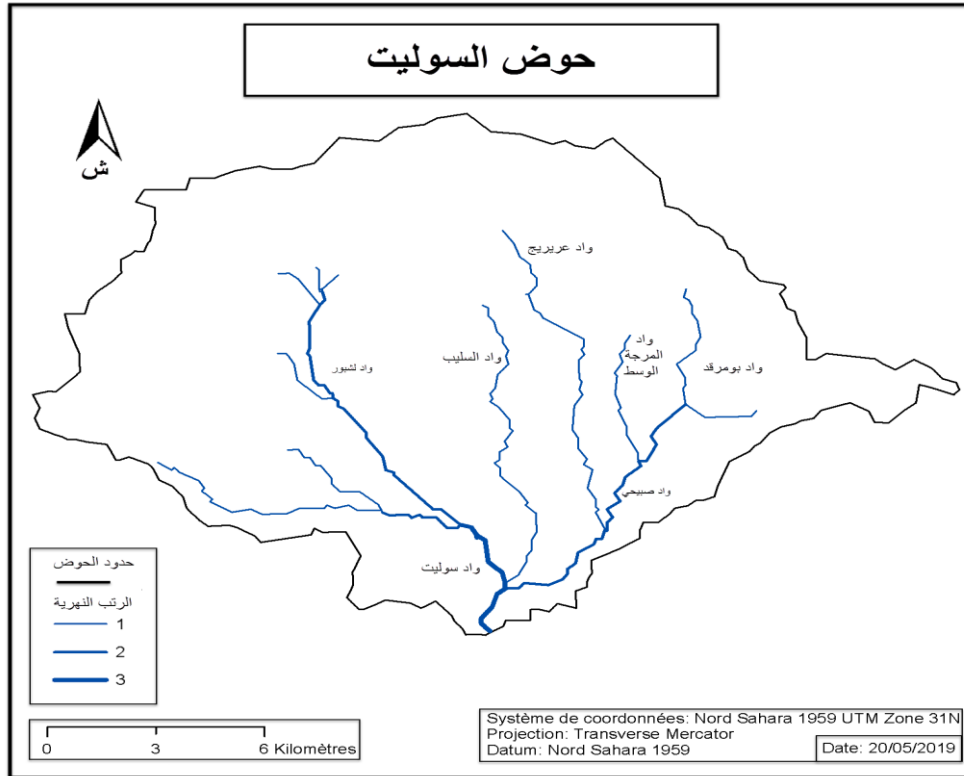 حوض السوليت
ش
واد عريريج
واد السليب
واد
المرجة
الوسط
واد بومرقد
واد لشبور
واد صبيحي
واد سوليت
حدود الحوض
الرتب النهرية
1
2
3
0 3 6 Kilomètres
Système de coordonnées: Nord Sahara 1959 UTM Zone 31N
Projection: Transverse Mercator
Datum: Nord Sahara 1959
Date: 20/05/2019